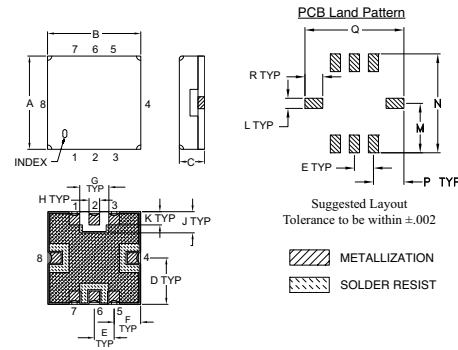 PCB Land Pattern
B
7 6 5
A
8
4
INDEX
1 2 3
C
Q
R TYP
L TYP
N
M
E TYP
P TYP
Suggested Layout
Tolerance to be within ±.002
METALLIZATION
SOLDER RESIST
G
TYP
H TYP
1 2 3
K TYP
J TYP
8
4
D TYP
7 6 5
E
TYP
F
TYP